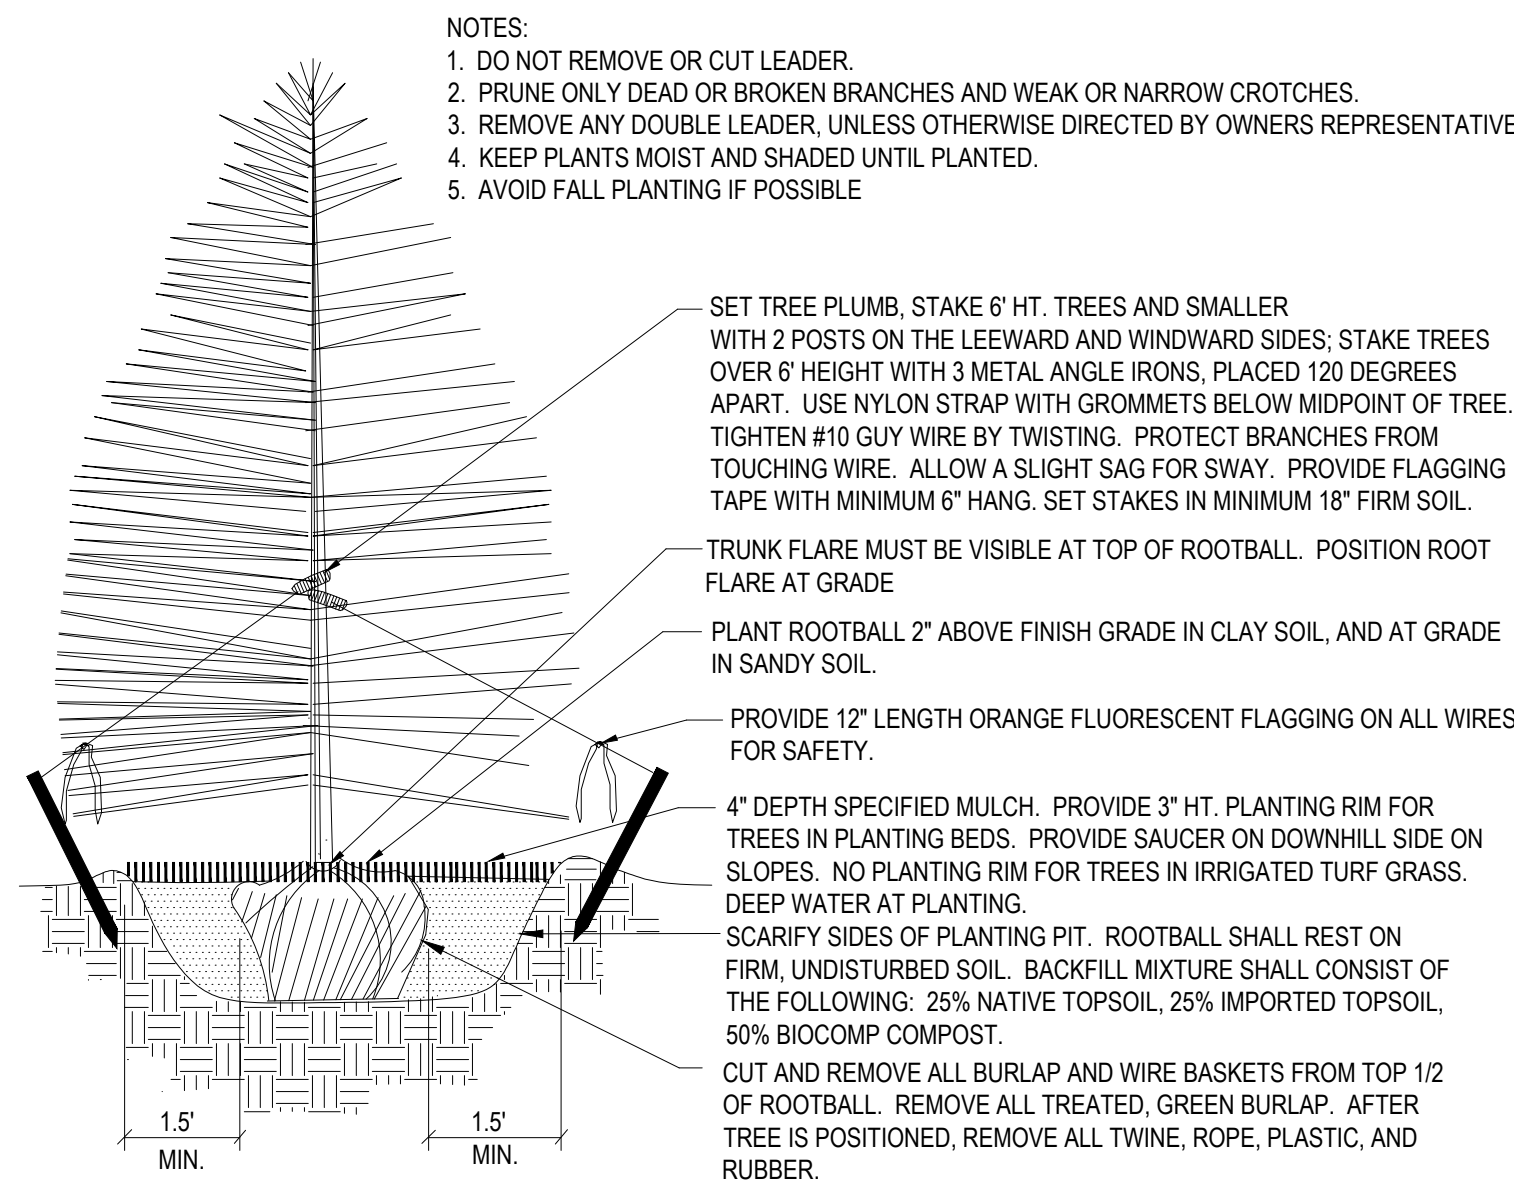 NOTES:
1. DO NOT REMOVE OR CUT LEADER.
2. PRUNE ONLY DEAD OR BROKEN BRANCHES AND WEAK OR NARROW CROTCHES.
3. REMOVE ANY DOUBLE LEADER, UNLESS OTHERWISE DIRECTED BY OWNERS REPRESENTATIVE
4. KEEP PLANTS MOIST AND SHADED UNTIL PLANTED.
5. AVOID FALL PLANTING IF POSSIBLE
SET TREE PLUMB, STAKE 6' HT. TREES AND SMALLER
WITH 2 POSTS ON THE LEEWARD AND WINDWARD SIDES; STAKE TREES
OVER 6' HEIGHT WITH 3 METAL ANGLE IRONS, PLACED 120 DEGREES
APART. USE NYLON STRAP WITH GROMMETS BELOW MIDPOINT OF TREE.
TIGHTEN #10 GUY WIRE BY TWISTING. PROTECT BRANCHES FROM
TOUCHING WIRE. ALLOW A SLIGHT SAG FOR SWAY. PROVIDE FLAGGING
TAPE WITH MINIMUM 6" HANG. SET STAKES IN MINIMUM 18" FIRM SOIL.
TRUNK FLARE MUST BE VISIBLE AT TOP OF ROOTBALL. POSITION ROOT
FLARE AT GRADE
PLANT ROOTBALL 2" ABOVE FINISH GRADE IN CLAY SOIL, AND AT GRADE
IN SANDY SOIL.
PROVIDE 12" LENGTH ORANGE FLUORESCENT FLAGGING ON ALL WIRES
FOR SAFETY.
4" DEPTH SPECIFIED MULCH. PROVIDE 3" HT. PLANTING RIM FOR
TREES IN PLANTING BEDS. PROVIDE SAUCER ON DOWNHILL SIDE ON
SLOPES. NO PLANTING RIM FOR TREES IN IRRIGATED TURF GRASS.
DEEP WATER AT PLANTING.
SCARIFY SIDES OF PLANTING PIT. ROOTBALL SHALL REST ON
FIRM, UNDISTURBED SOIL. BACKFILL MIXTURE SHALL CONSIST OF
THE FOLLOWING: 25% NATIVE TOPSOIL, 25% IMPORTED TOPSOIL,
50% BIOCOMP COMPOST.
CUT AND REMOVE ALL BURLAP AND WIRE BASKETS FROM TOP 1/2
OF ROOTBALL. REMOVE ALL TREATED, GREEN BURLAP. AFTER
TREE IS POSITIONED, REMOVE ALL TWINE, ROPE, PLASTIC, AND
RUBBER.
1.5'
MIN.
1.5'
MIN.